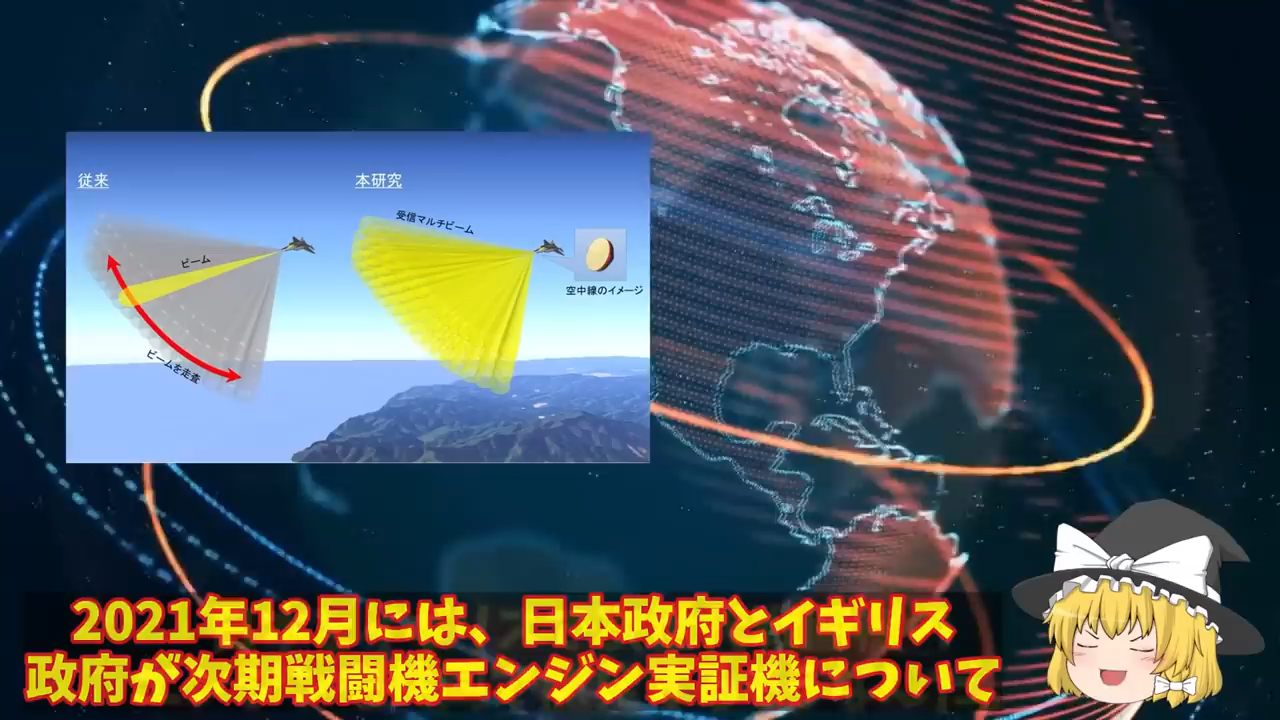 従来
本研究
受信マルチビーム
ビーム
空中線のイメージ
ビームを走査
2021年12月には、日本政府とイギリス
政府が次期戦闘機エンジン実証機について